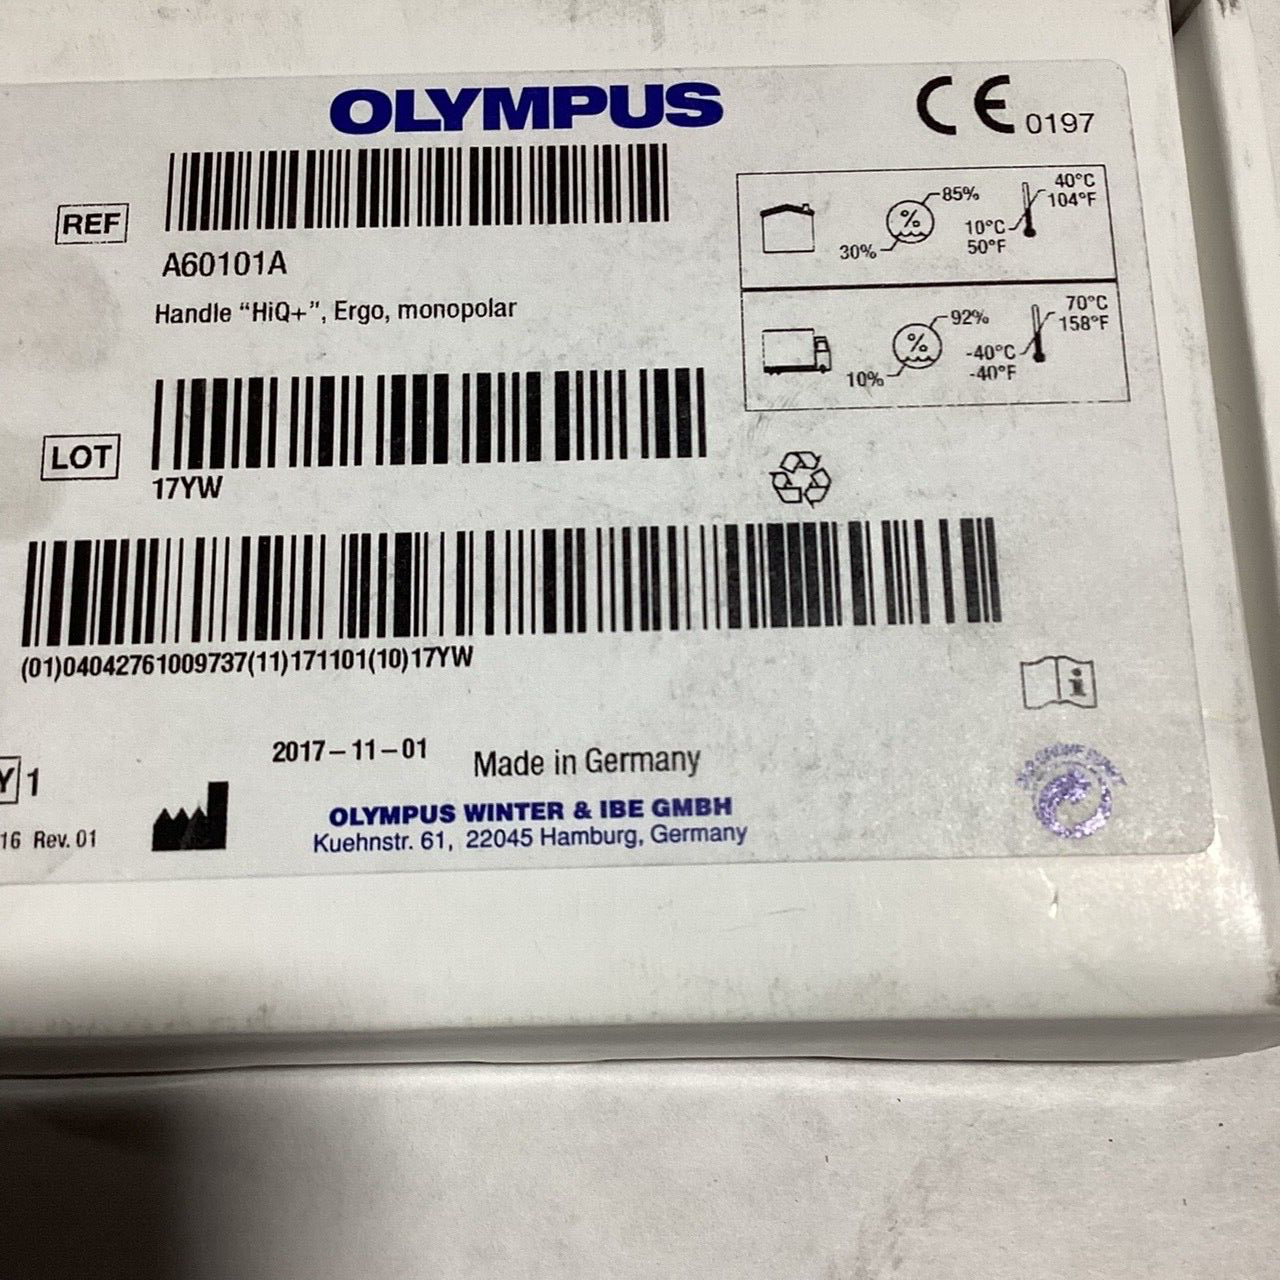 OLYMPUS
CE 0197
REF
A60101A
Handle “HiQ+”, Ergo, monopolar
85%
30%
40°C
104°F
10°C
50°F
92%
10%
70°C
158°F
-40°C
-40°F
LOT
17YW
(01)04042761009737(11)171101(10)17YW
i
Y 1
2017-11-01
Made in Germany
16 Rev. 01
OLYMPUS WINTER & IBE GMBH
Kuehnstr. 61, 22045 Hamburg, Germany